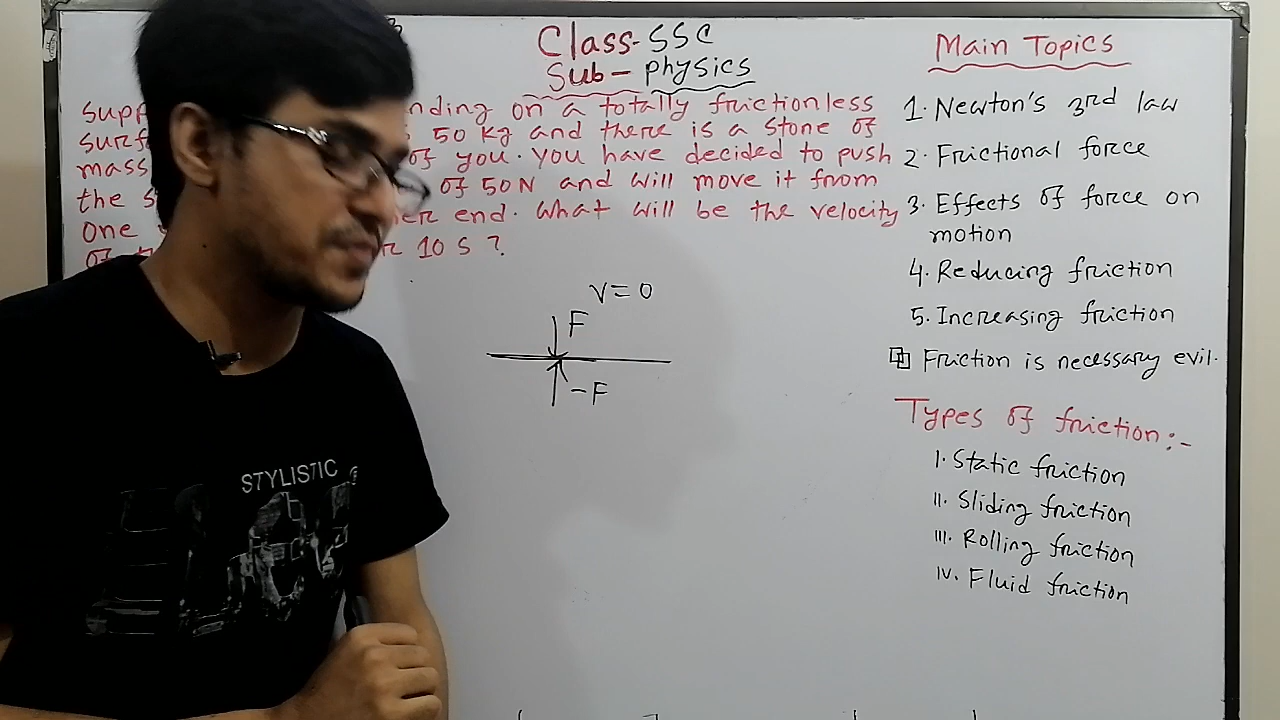 Class-SSC
Sub- physics
supp nding on a totally frictionless
surf 50 kg and there is a stone of
mass of you. You have decided to push
the s of 50N and will move it from
one end. What will be the velocity
of 10 s ?
v=0
F
-F
Main Topics
1. Newton's 3rd law
2. Frictional force
3. Effects of force on
motion
4. Reducing friction
5. Increasing friction
Friction is necessary evil.
Types of friction:-
I. Static friction
II. Sliding friction
III. Rolling friction
IV. Fluid friction
STYLISTIC